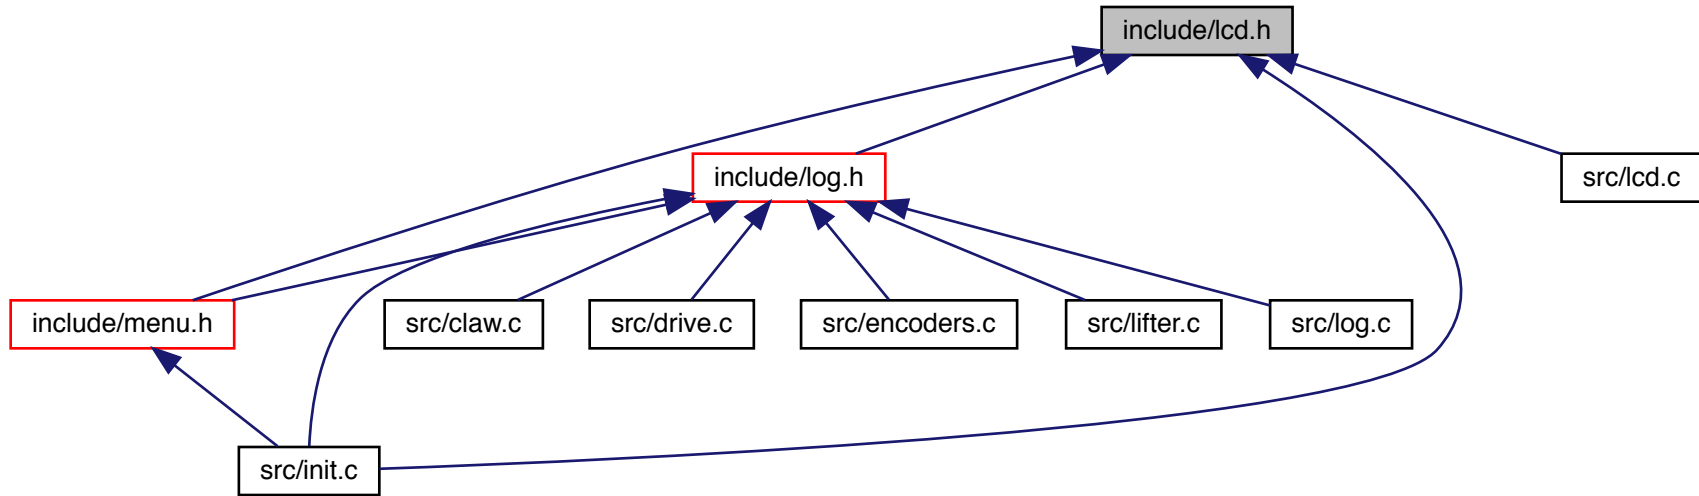 include/lcd.h
include/log.h
src/lcd.c
include/menu.h
src/claw.c
src/drive.c
src/encoders.c
src/lifter.c
src/log.c
src/init.c